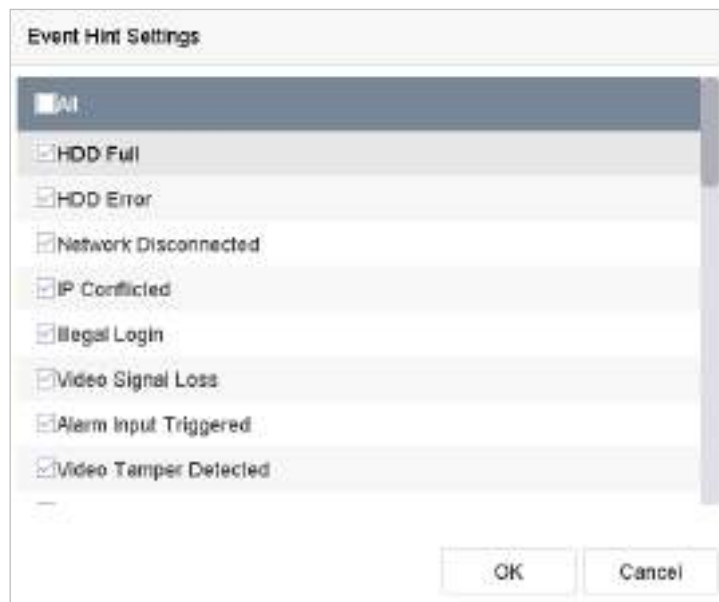 Event Hint Settings
All
HDD Full
HDD Error
Network Disconnected
IP Conflicted
Illegal Login
Video Signal Loss
Alarm Input Triggered
Video Tamper Detected
OK
Cancel